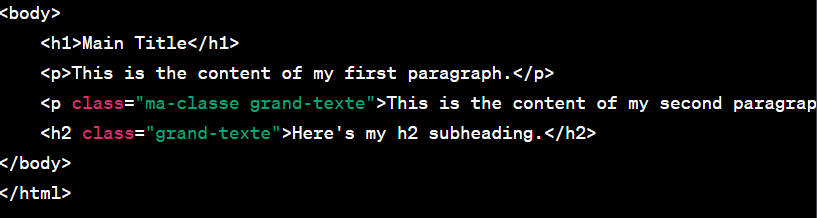 <body>
<h1>Main Title</h1>
<p>This is the content of my first paragraph.</p>
<p class="ma-classe grand-texte">This is the content of my second paragrap
<h2 class="grand-texte">Here's my h2 subheading.</h2>
</body>
</html>